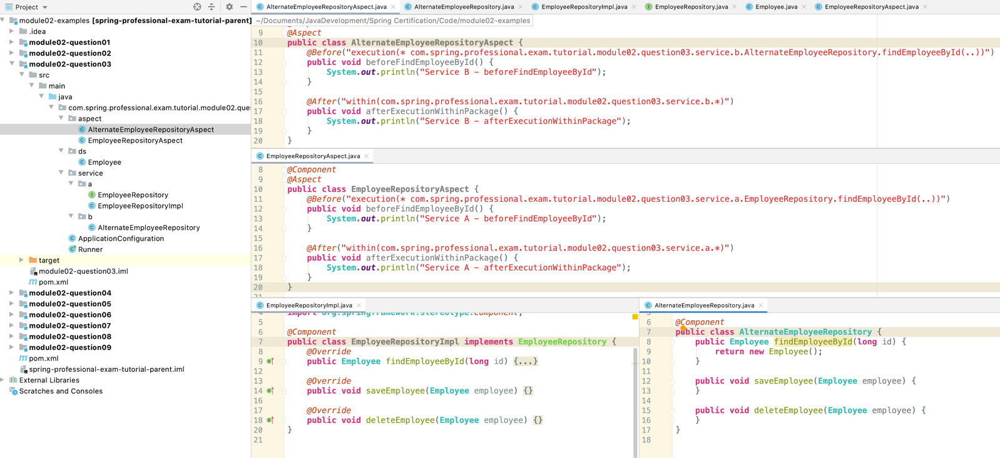 Project
AlternateEmployeeRepositoryAspect.java
AlternateEmployeeRepository.java
EmployeeRepositoryImpl.java
EmployeeRepository.java
Employee.java
EmployeeRepositoryAspect.java
module02-examples [spring-professional-exam-tutorial-parent]
~/Documents/JavaDevelopment/Spring Certification/Code/module02-examples
.idea
module02-question01
module02-question02
module02-question03
src
main
java
com.spring.professional.exam.tutorial.module02.ques
aspect
AlternateEmployeeRepositoryAspect
EmployeeRepositoryAspect
ds
Employee
service
a
EmployeeRepository
EmployeeRepositoryImpl
b
AlternateEmployeeRepository
ApplicationConfiguration
Runner
target
module02-question03.iml
pom.xml
module02-question04
module02-question05
module02-question06
module02-question07
module02-question08
module02-question09
pom.xml
spring-professional-exam-tutorial-parent.iml
External Libraries
Scratches and Consoles
9 @Aspect
10 public class AlternateEmployeeRepositoryAspect {
11 @Before("execution(* com.spring.professional.exam.tutorial.module02.question03.service.b.AlternateEmployeeRepository.findEmployeeById(..))")
12 public void beforeFindEmployeeById() {
13 System.out.println("Service B - beforeFindEmployeeById");
14 }
15
16 @After("within(com.spring.professional.exam.tutorial.module02.question03.service.b.*)")
17 public void afterExecutionWithinPackage() {
18 System.out.println("Service B - afterExecutionWithinPackage");
19 }
20 }
EmployeeRepositoryAspect.java
8 @Component
9 @Aspect
10 public class EmployeeRepositoryAspect {
11 @Before("execution(* com.spring.professional.exam.tutorial.module02.question03.service.a.EmployeeRepository.findEmployeeById(..))")
12 public void beforeFindEmployeeById() {
13 System.out.println("Service A - beforeFindEmployeeById");
14 }
15
16 @After("within(com.spring.professional.exam.tutorial.module02.question03.service.a.*)")
17 public void afterExecutionWithinPackage() {
18 System.out.println("Service A - afterExecutionWithinPackage");
19 }
20 }
21
EmployeeRepositoryImpl.java
4 import org.springframework.stereotype.Component;
5
6 @Component
7 public class EmployeeRepositoryImpl implements EmployeeRepository {
8 @Override
9 public Employee findEmployeeById(long id) {...}
12
13 @Override
14 public void saveEmployee(Employee employee) {}
16
17 @Override
18 public void deleteEmployee(Employee employee) {}
20 }
21
AlternateEmployeeRepository.java
5
6 @Component
7 public class AlternateEmployeeRepository {
8 public Employee findEmployeeById(long id) {
9 return new Employee();
10 }
11
12 public void saveEmployee(Employee employee) {
13 }
14
15 public void deleteEmployee(Employee employee) {
16 }
17 }
18